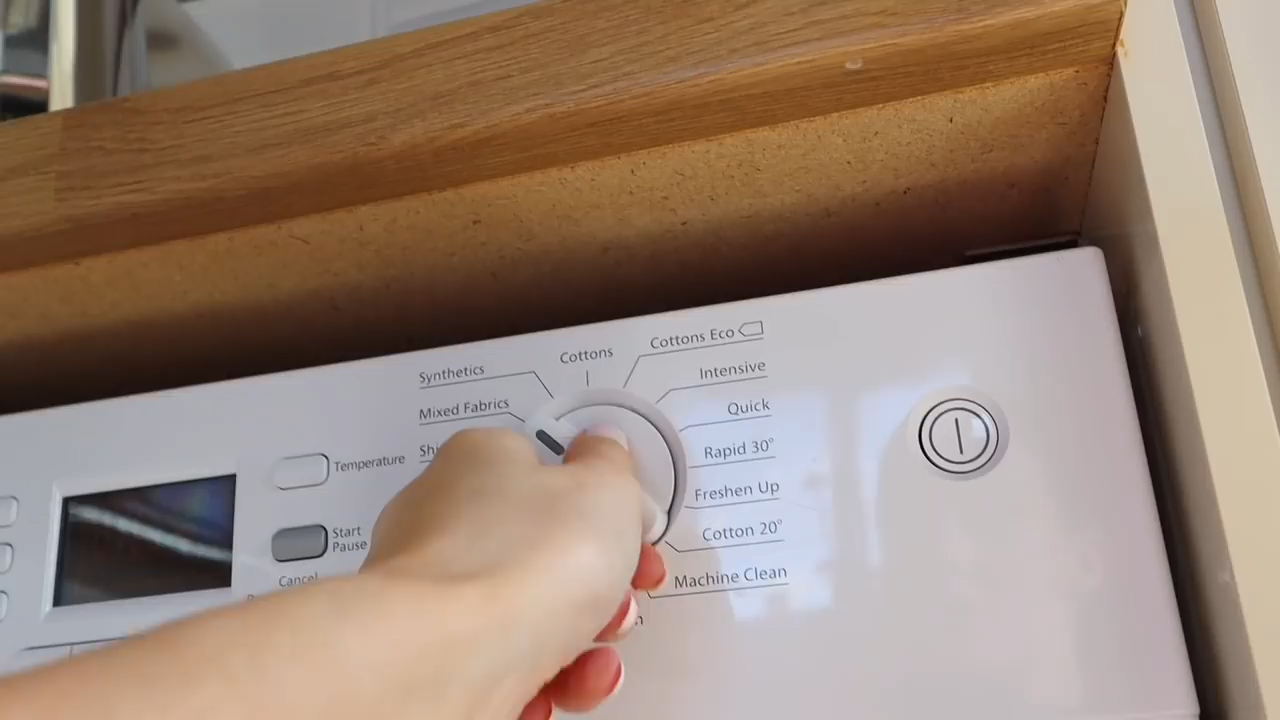 Cottons Eco
Cottons
Intensive
Synthetics
Quick
Mixed Fabrics
Rapid 30°
Temperature
Freshen Up
Start
Pause
Cotton 20°
Cancel
Machine Clean